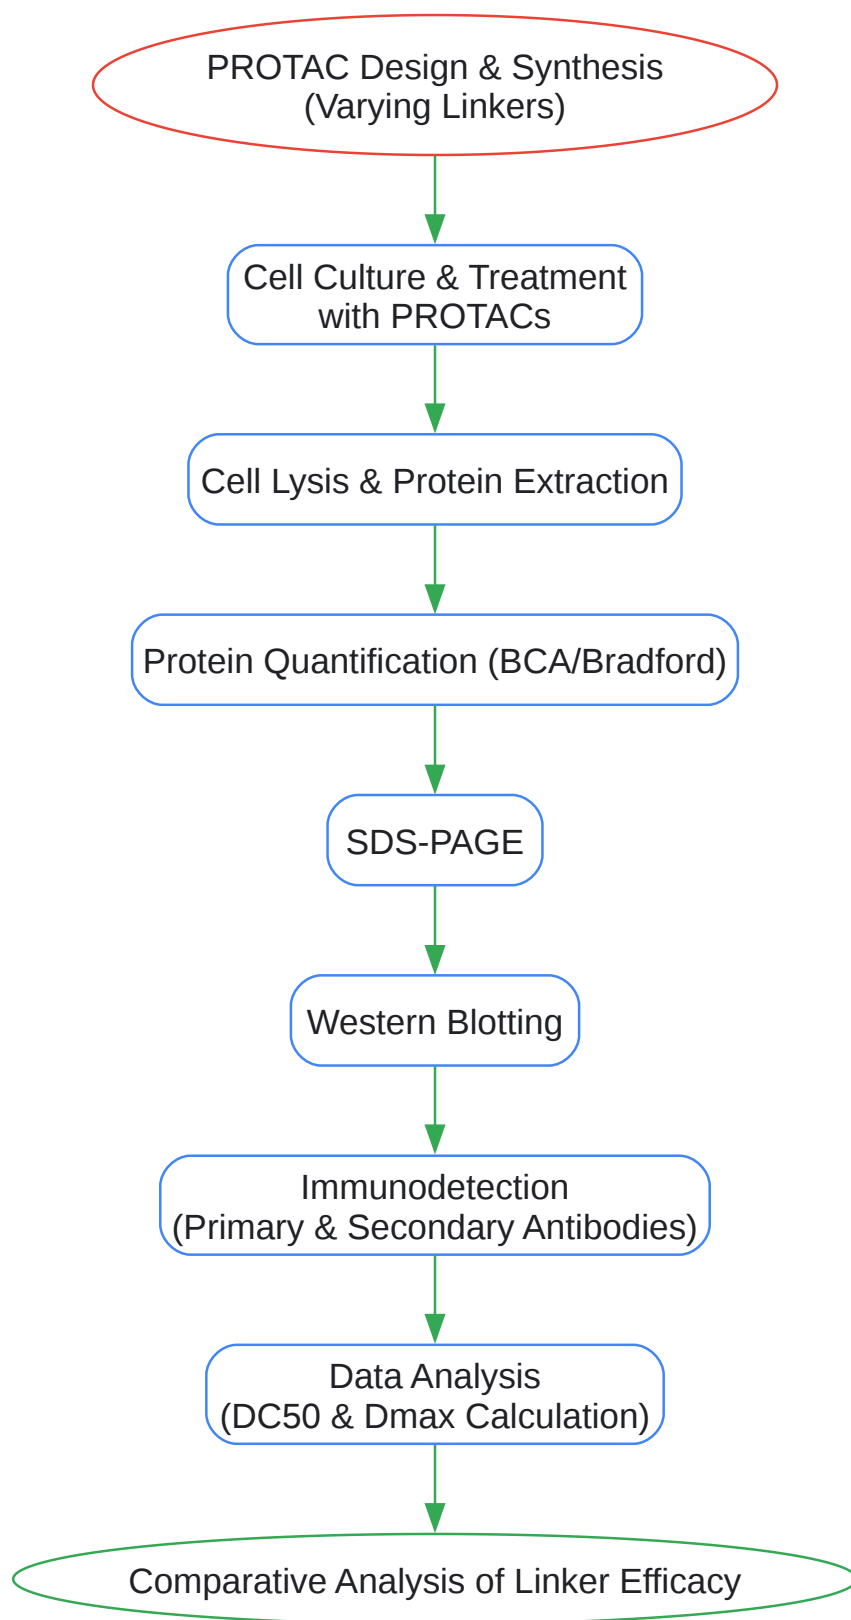 PROTAC Design & Synthesis
(Varying Linkers)
Cell Culture & Treatment
with PROTACs
Cell Lysis & Protein Extraction
Protein Quantification (BCA/Bradford)
SDS-PAGE
Western Blotting
Immunodetection
(Primary & Secondary Antibodies)
Data Analysis
(DC50 & Dmax Calculation)
Comparative Analysis of Linker Efficacy